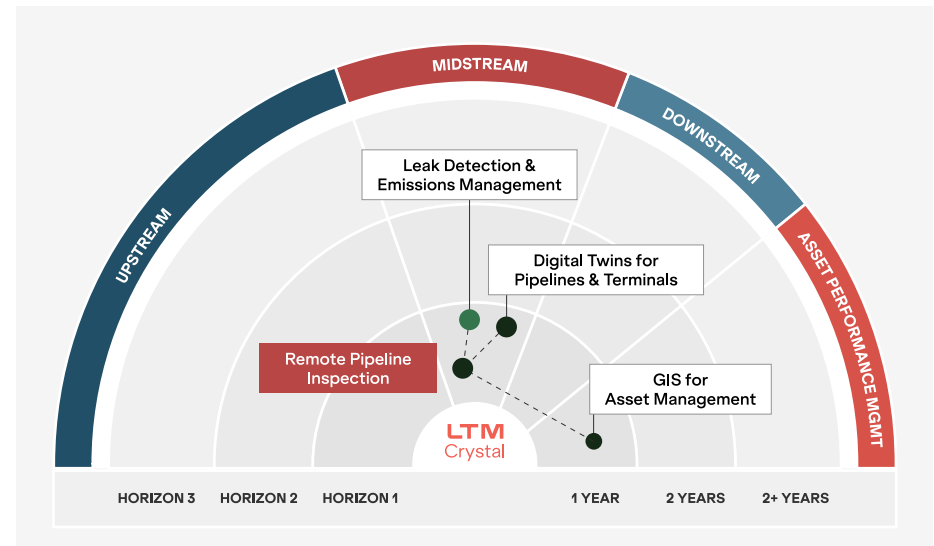 MIDSTREAM
DOWNSTREAM
UPSTREAM
ASSET PERFORMANCE MGMT
Leak Detection &
Emissions Management
Digital Twins for
Pipelines & Terminals
Remote Pipeline
Inspection
GIS for
Asset Management
LTM
Crystal
HORIZON 3 HORIZON 2 HORIZON 1 1 YEAR 2 YEARS 2+ YEARS